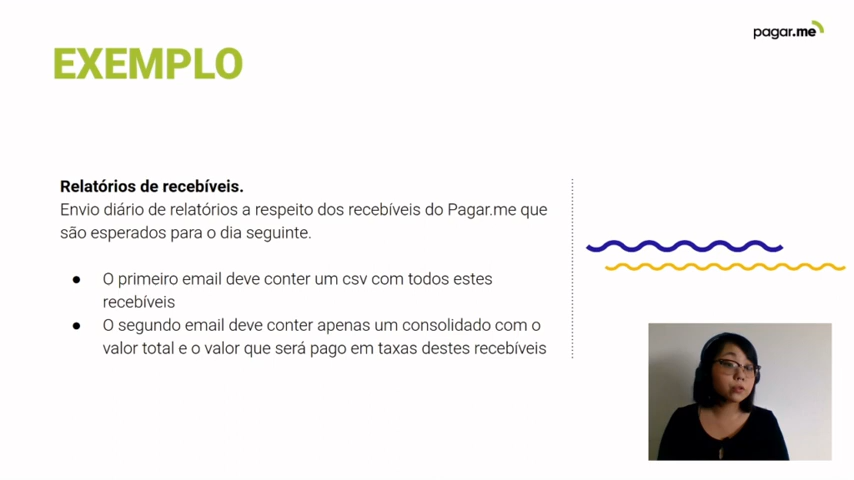 pagar.me
EXEMPLO
Relatórios de recebíveis.
Envio diário de relatórios a respeito dos recebíveis do Pagar.me que
são esperados para o dia seguinte.
● O primeiro email deve conter um csv com todos estes
recebíveis
● O segundo email deve conter apenas um consolidado com o
valor total e o valor que será pago em taxas destes recebíveis